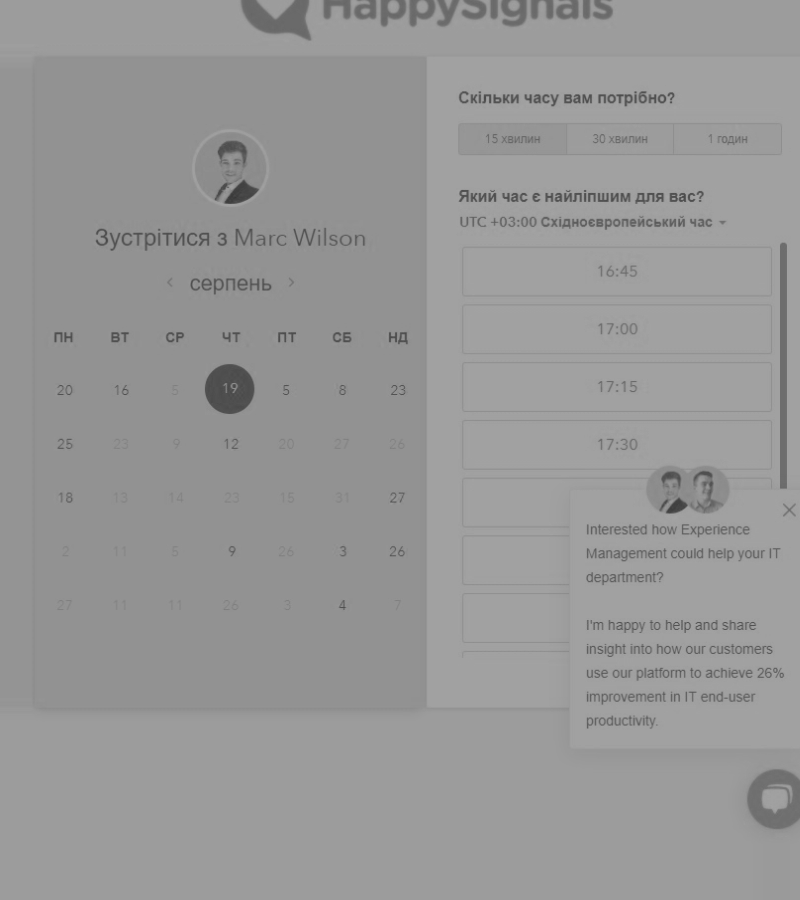 HappySignals
Зустрітися з Marc Wilson
серпень
ПН ВТ СР ЧТ ПТ СБ НД
20 16 5 19 5 8 23
25 23 9 12 20 27 26
18 13 14 23 15 31 27
2 11 5 9 26 3 26
27 11 11 26 3 4 7
Скільки часу вам потрібно?
15 хвилин 30 хвилин 1 годин
Який час є найліпшим для вас?
UTC +03:00 Східноєвропейський час
16:45
17:00
17:15
17:30
Interested how Experience
Management could help your IT
department?
I'm happy to help and share
insight into how our customers
use our platform to achieve 26%
improvement in IT end-user
productivity.